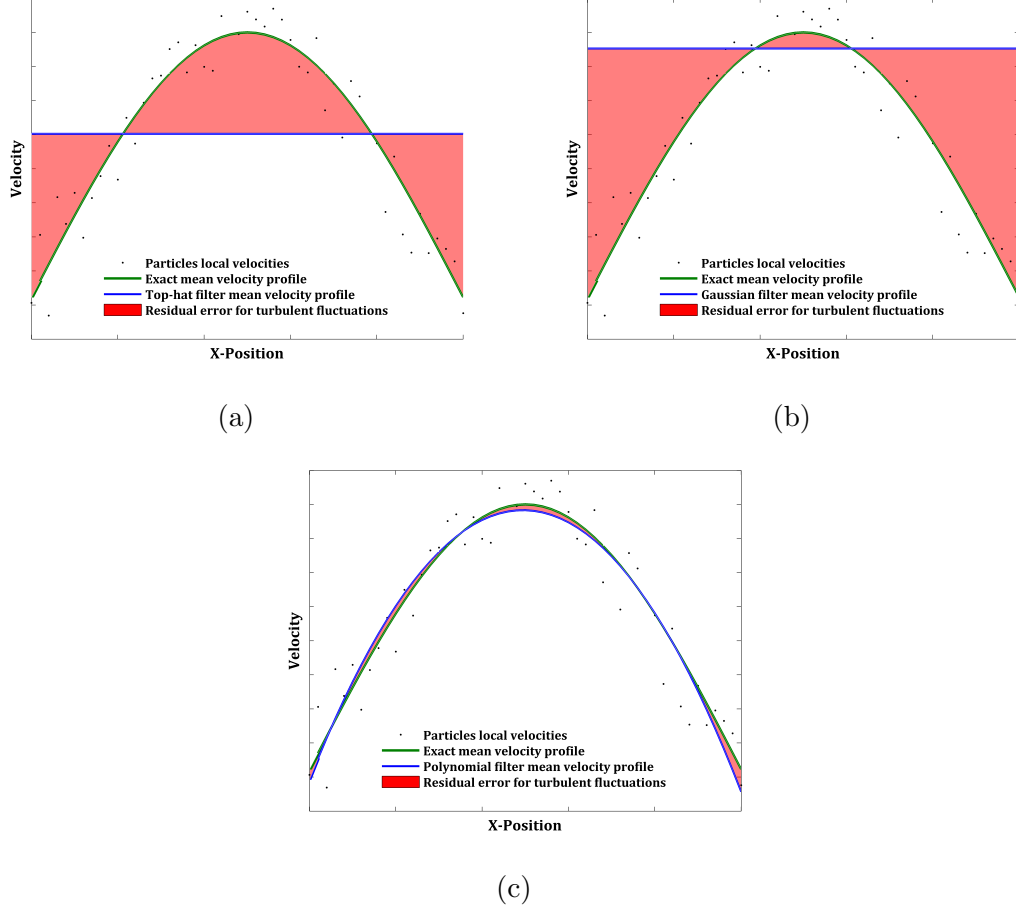 Velocity
Particles local velocities
Exact mean velocity profile
Top-hat filter mean velocity profile
Residual error for turbulent fluctuations
X-Position
(a)
Velocity
Particles local velocities
Exact mean velocity profile
Gaussian filter mean velocity profile
Residual error for turbulent fluctuations
X-Position
(b)
Velocity
Particles local velocities
Exact mean velocity profile
Polynomial filter mean velocity profile
Residual error for turbulent fluctuations
X-Position
(c)